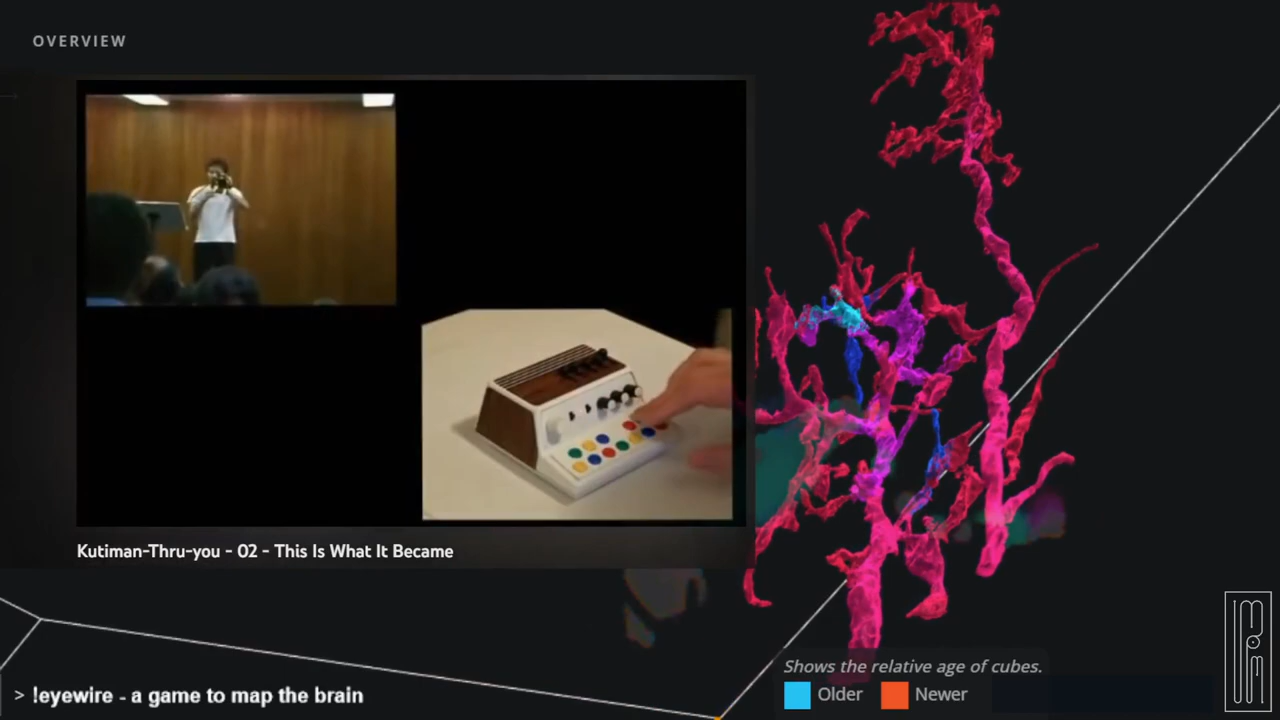 OVERVIEW
Kutiman-Thru-you - 02 - This Is What It Became
Shows the relative age of cubes.
Older Newer
> !eyewire - a game to map the brain